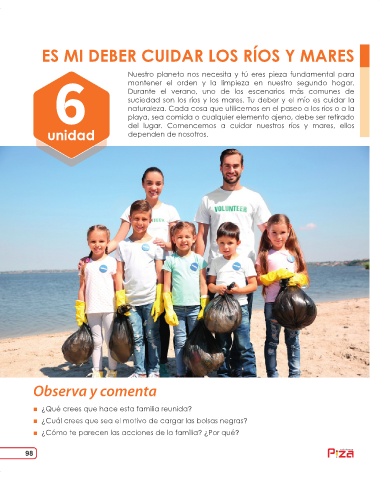 ES MI DEBER CUIDAR LOS RÍOS Y MARES
Nuestro planeta nos necesita y tú eres pieza fundamental para
mantener el orden y la limpieza en nuestro segundo hogar.
Durante el verano, uno de los escenarios más comunes de
suciedad son los ríos y los mares. Tu deber y el mío es cuidar la
naturaleza. Cada cosa que utilicemos en el paseo a los ríos o a la
playa, sea comida o cualquier elemento ajeno, debe ser retirado
del lugar. Comencemos a cuidar nuestros ríos y mares, ellos
dependen de nosotros.
6
unidad
VOLUNTEER
Observa y comenta
¿Qué crees que hace esta familia reunida?
¿Cuál crees que sea el motivo de cargar las bolsas negras?
¿Cómo te parecen las acciones de la familia? ¿Por qué?
98
Piza